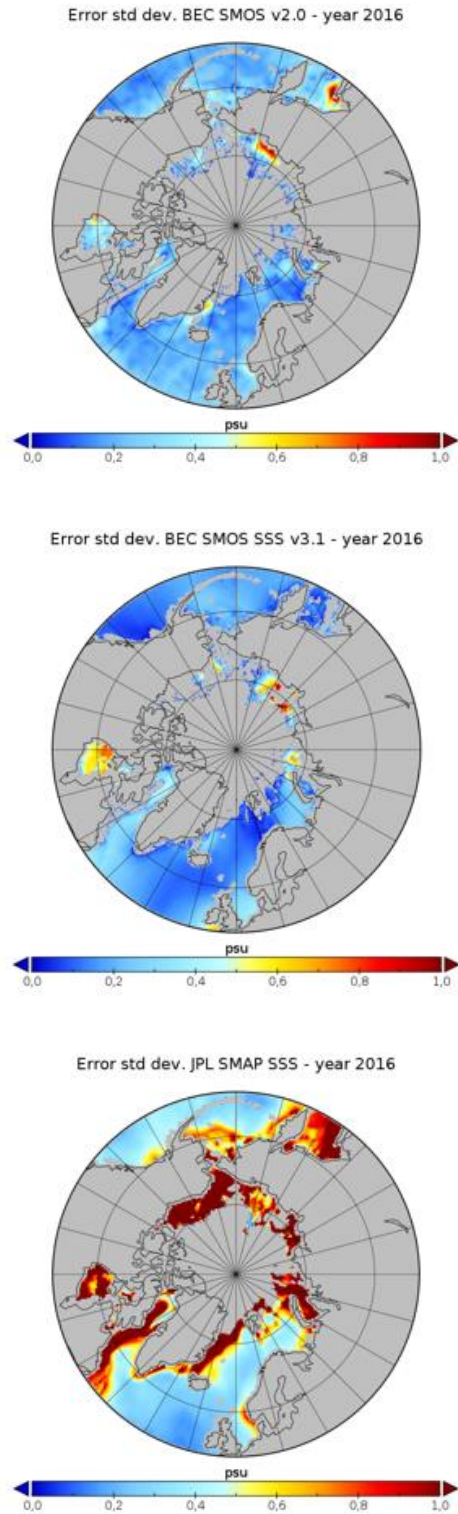 Error std dev. BEC SMOS v2.0 - year 2016
psu
0,0 0,2 0,4 0,6 0,8 1,0
Error std dev. BEC SMOS SSS v3.1 - year 2016
psu
0,0 0,2 0,4 0,6 0,8 1,0
Error std dev. JPL SMAP SSS - year 2016
psu
0,0 0,2 0,4 0,6 0,8 1,0